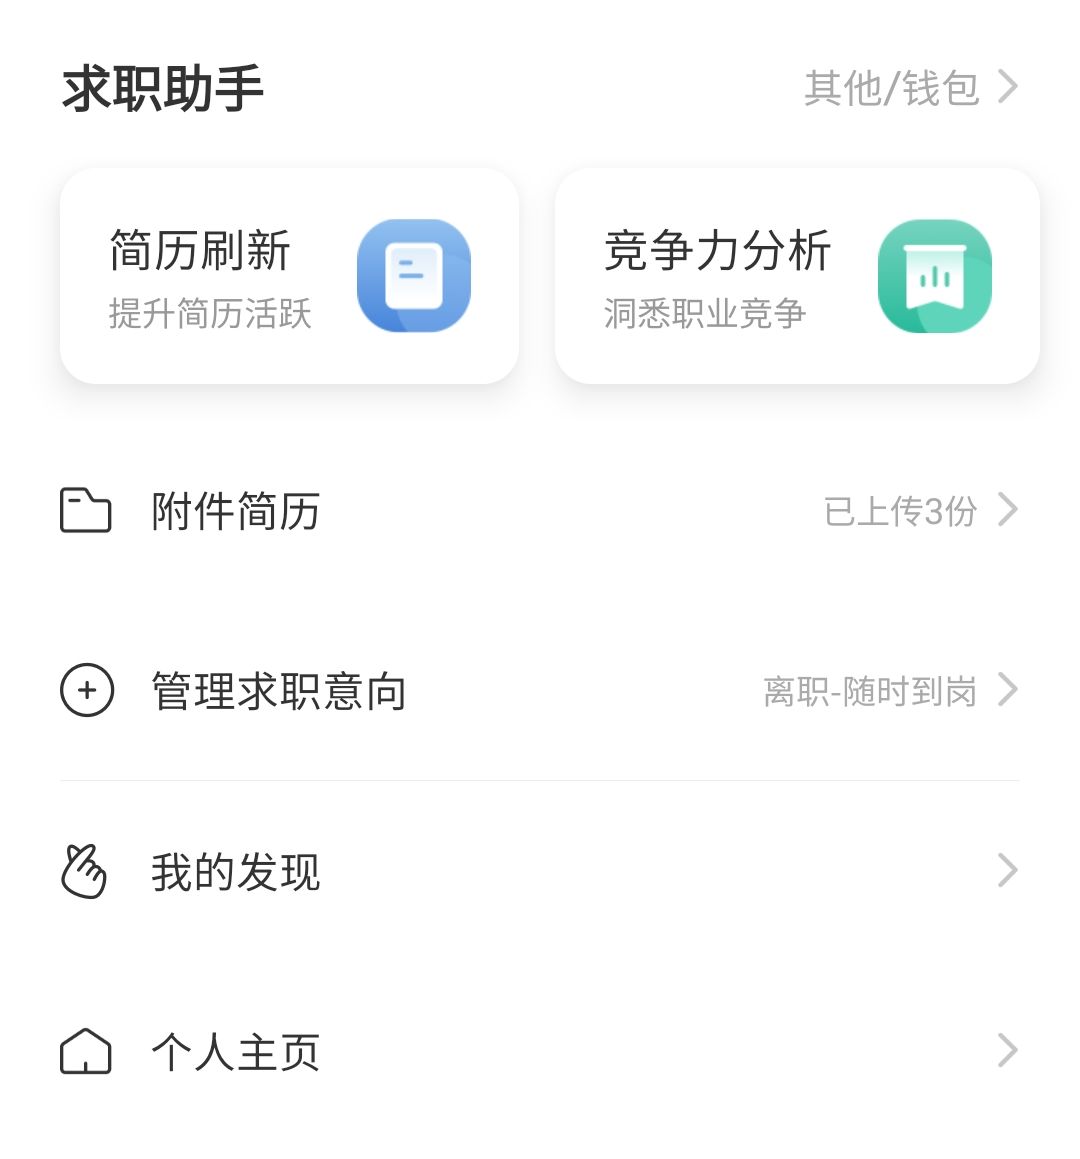 求职助手
其他/钱包
简历刷新
提升简历活跃
竞争力分析
洞悉职业竞争
附件简历
已上传3份
管理求职意向
离职-随时到岗
我的发现
个人主页